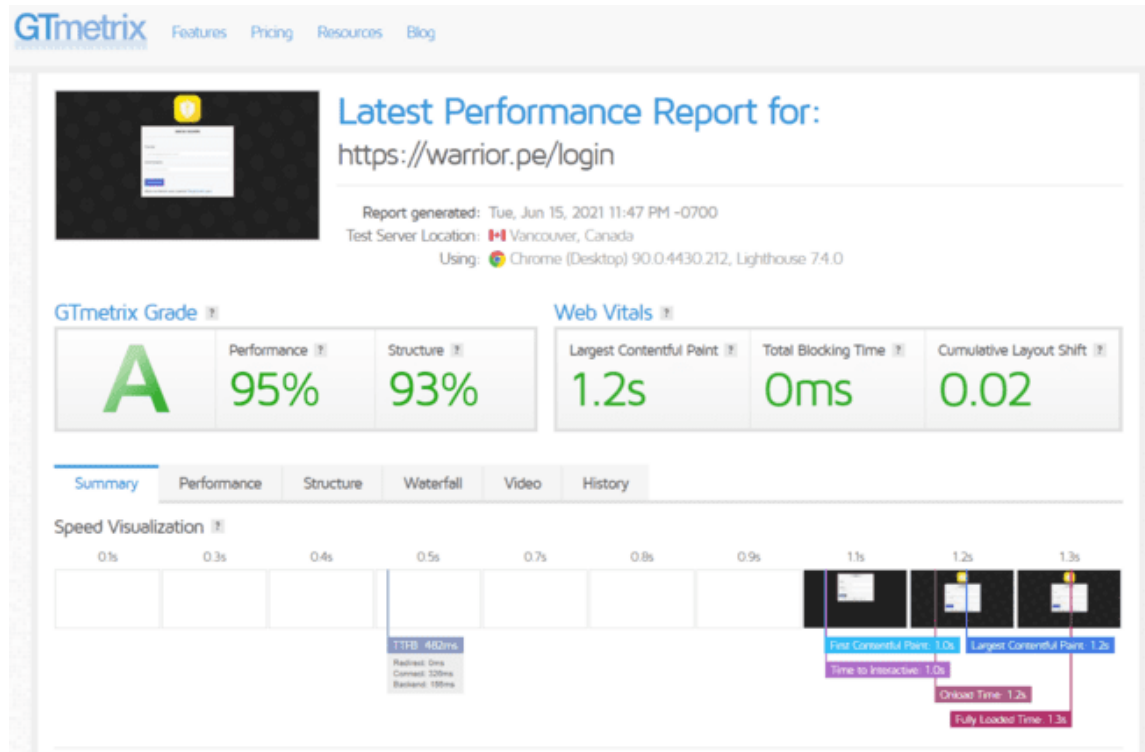 GTmetrix Features Pricing Resources Blog
Latest Performance Report for:
https://warrior.pe/login
Report generated: Tue, Jun 15, 2021 11:47 PM -0700
Test Server Location: Vancouver, Canada
Using: Chrome (Desktop) 90.0.4430.212, Lighthouse 7.4.0
GTmetrix Grade ? Web Vitals ?
Performance ? Structure ? Largest Contentful Paint ? Total Blocking Time ? Cumulative Layout Shift ?
A 95% 93% 1.2s 0ms 0.02
Summary Performance Structure Waterfall Video History
Speed Visualization ?
0.1s 0.3s 0.4s 0.5s 0.7s 0.8s 0.9s 1.1s 1.2s 1.3s
TTFB: 482ms First Contentful Paint: 1.0s Largest Contentful Paint: 1.2s
Redirect: 0ms
Connect: 326ms Time to Interactive: 1.0s
Backend: 156ms
Onload Time: 1.2s
Fully Loaded Time: 1.3s